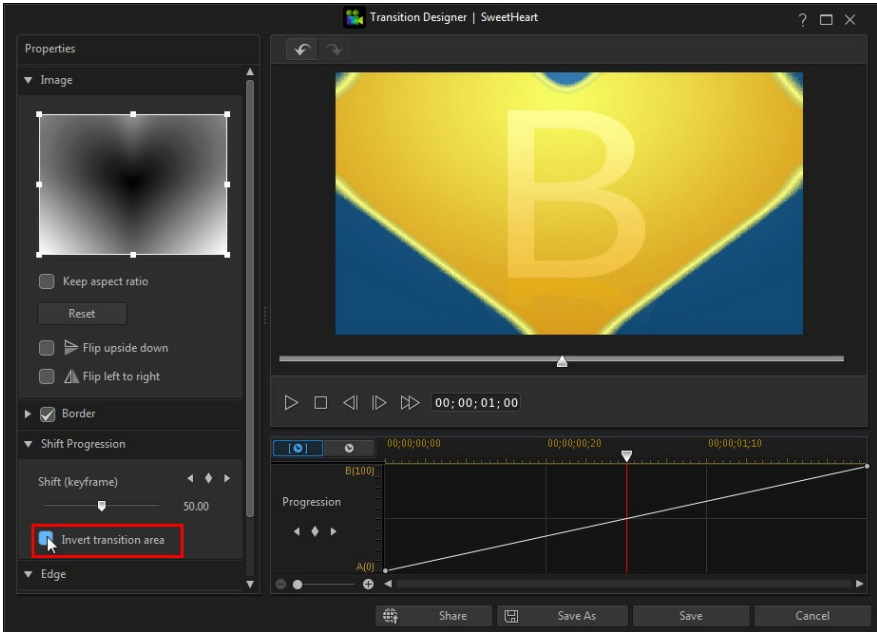 Transition Designer | SweetHeart
Properties
Image
Keep aspect ratio
Reset
Flip upside down
Flip left to right
Border
Shift Progression
Shift (keyframe)
50.00
Invert transition area
Edge
B
00;00;01;00
00;00;00;00 00;00;00;20 00;00;01;10
B(100)
Progression
A(0)
Share Save As Save Cancel